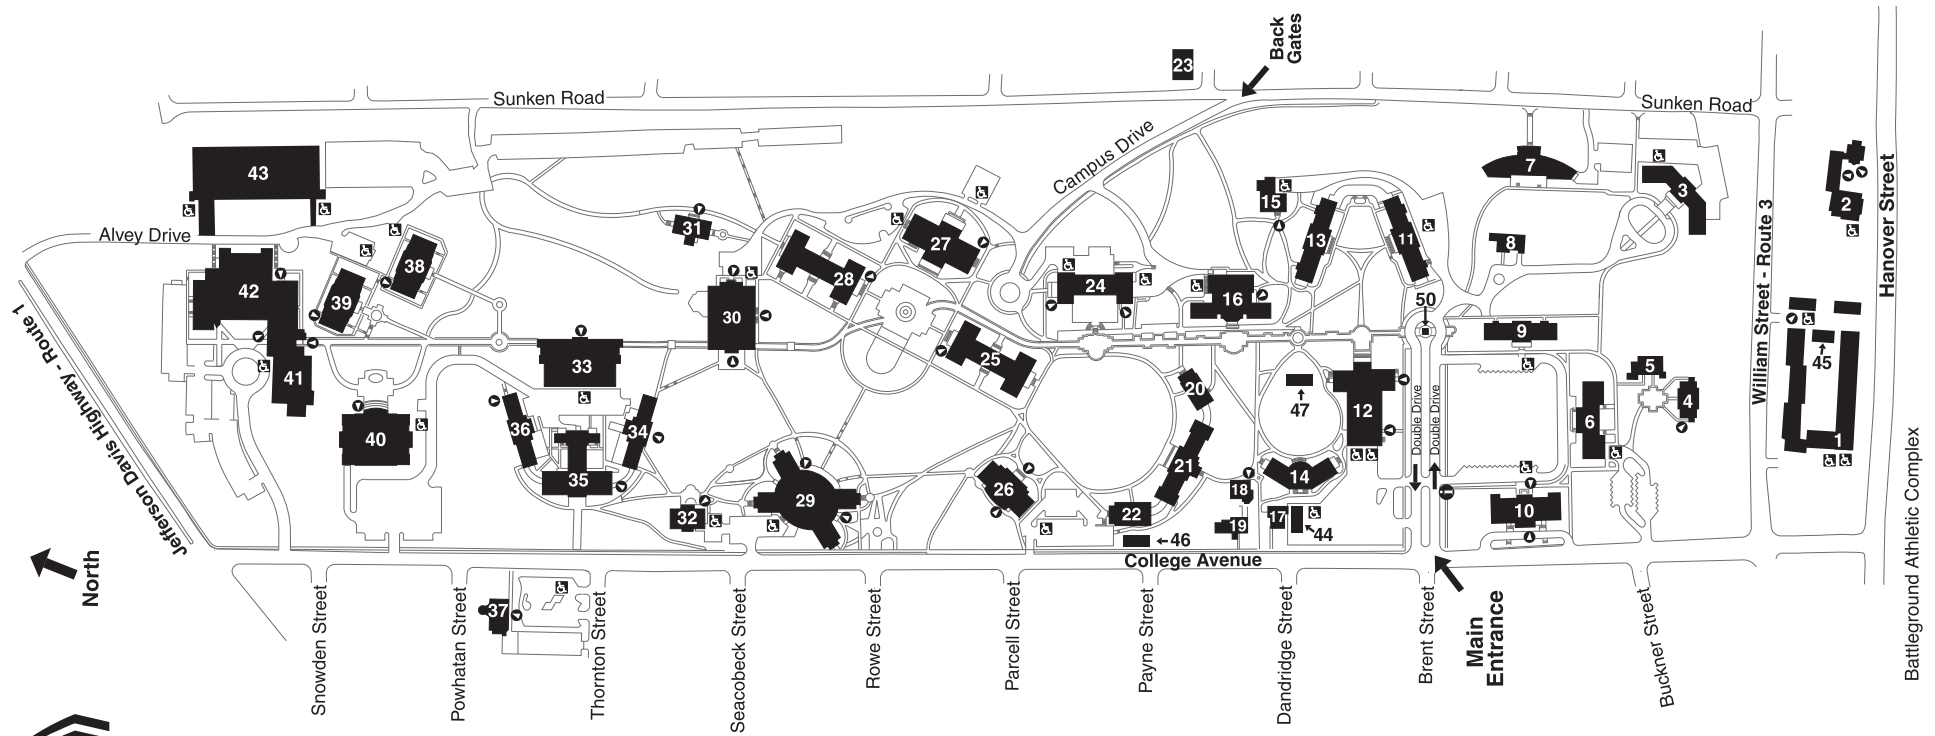 Back
Gates
23
Sunken Road
Sunken Road
Campus Drive
43
7
3
2
15
31
Alvey Drive
27
13
11
8
38
28
42
39
24
16
50
30
9
William Street - Route 3
Hanover Street
45
33
25
5
41
20
47
12
Double Drive
Double Drive
4
6
36
34
40
1
21
35
14
29
26
18
32
22
19
17
44
10
46
College Avenue
Jefferson Davis Highway - Route 1
North
37
Main
Entrance
Snowden Street
Powhatan Street
Thornton Street
Seacobeck Street
Rowe Street
Parcell Street
Payne Street
Dandridge Street
Brent Street
Buckner Street
Battleground Athletic Complex